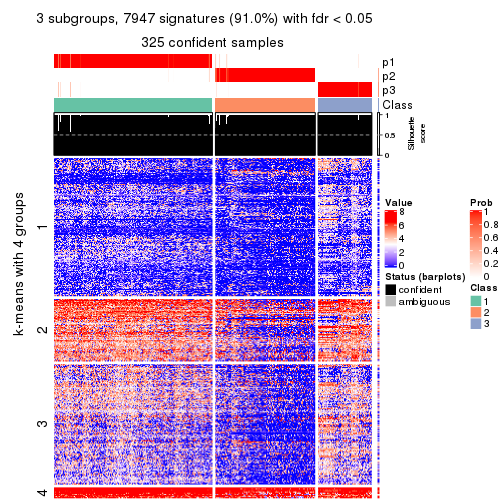 3 subgroups, 7947 signatures (91.0%) with fdr < 0.05
325 confident samples
p1
p2
p3
Class
1
0.5
0
Silhouette
score
k-means with 4 groups
1
2
3
4
Value
8
6
4
2
0
Status (barplots)
confident
ambiguous
Prob
1
0.8
0.6
0.4
0.2
0
Class
1
2
3